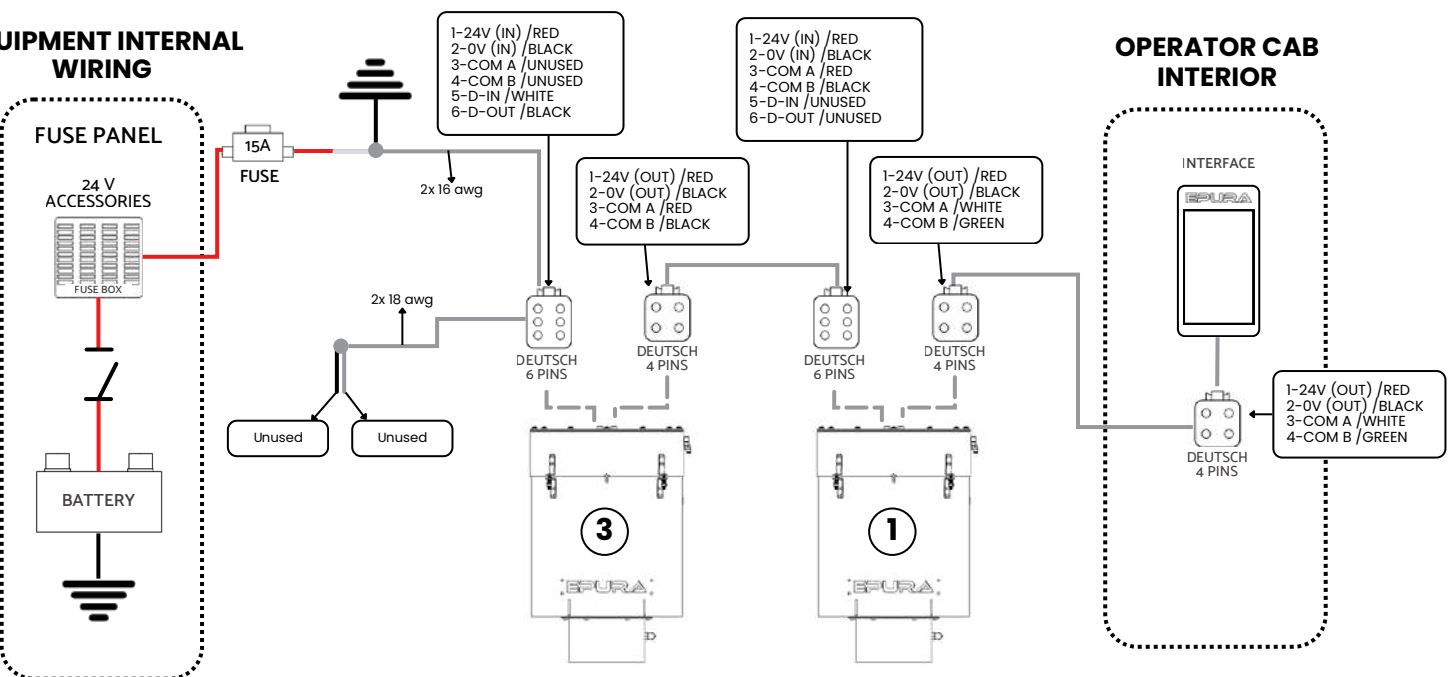 UIPMENT INTERNAL
WIRING
FUSE PANEL
24 V
ACCESSORIES
FUSE BOX
BATTERY
15A
FUSE
2x 16 awg
1-24V (IN) /RED
2-0V (IN) /BLACK
3-COM A /UNUSED
4-COM B /UNUSED
5-D-IN /WHITE
6-D-OUT /BLACK
1-24V (OUT) /RED
2-0V (OUT) /BLACK
3-COM A /RED
4-COM B /BLACK
1-24V (IN) /RED
2-0V (IN) /BLACK
3-COM A /RED
4-COM B /BLACK
5-D-IN /UNUSED
6-D-OUT /UNUSED
1-24V (OUT) /RED
2-0V (OUT) /BLACK
3-COM A /WHITE
4-COM B /GREEN
OPERATOR CAB
INTERIOR
INTERFACE
EPURA
1-24V (OUT) /RED
2-0V (OUT) /BLACK
3-COM A /WHITE
4-COM B /GREEN
DEUTSCH
4 PINS
2x 18 awg
Unused
Unused
DEUTSCH
6 PINS
DEUTSCH
4 PINS
DEUTSCH
6 PINS
DEUTSCH
4 PINS
3
EPURA
1
EPURA